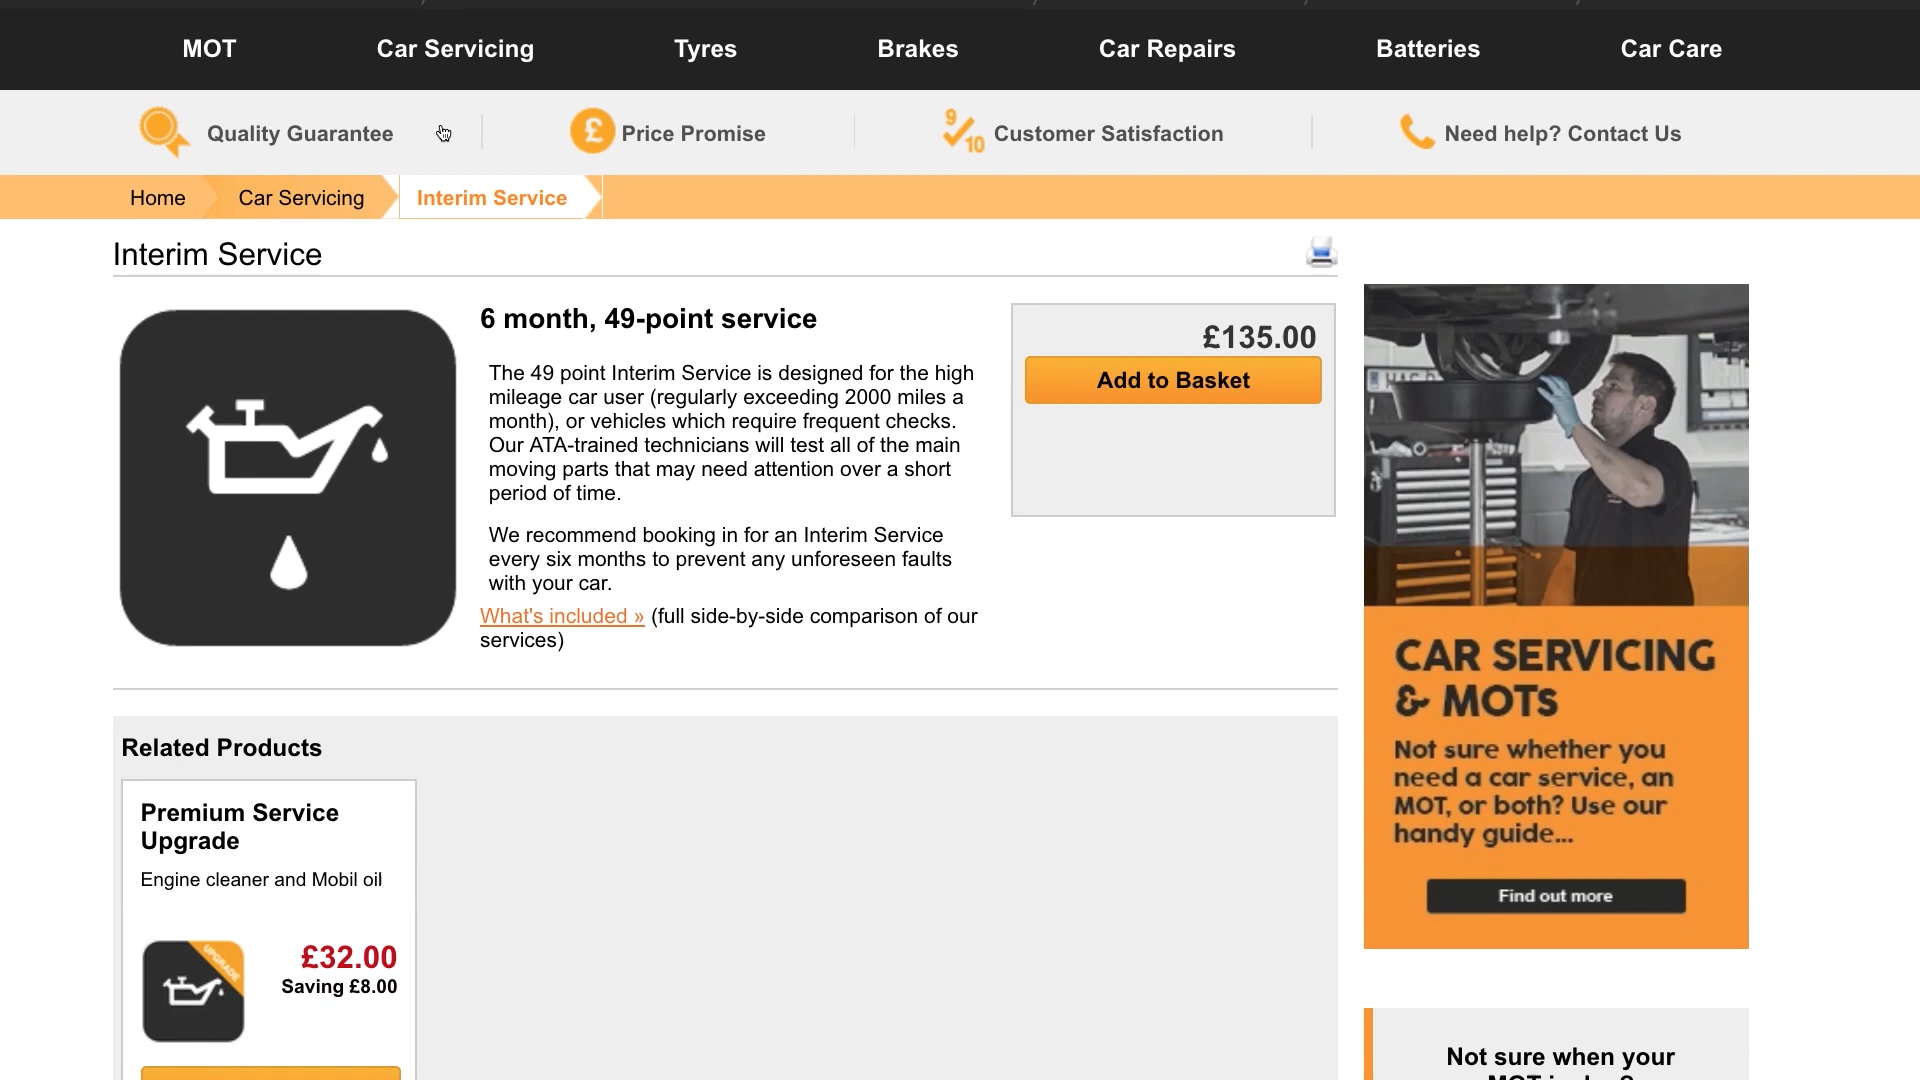 MOT
Car Servicing
Tyres
Brakes
Car Repairs
Batteries
Car Care
Quality Guarantee
£ Price Promise
9 10 Customer Satisfaction
Need help? Contact Us
Home
Car Servicing
Interim Service
Interim Service
6 month, 49-point service
The 49 point Interim Service is designed for the high
mileage car user (regularly exceeding 2000 miles a
month), or vehicles which require frequent checks.
Our ATA-trained technicians will test all of the main
moving parts that may need attention over a short
period of time.
We recommend booking in for an Interim Service
every six months to prevent any unforeseen faults
with your car.
What's included » (full side-by-side comparison of our
services)
£135.00
Add to Basket
CAR SERVICING
& MOTs
Not sure whether you
need a car service, an
MOT, or both? Use our
handy guide...
Find out more
Related Products
Premium Service
Upgrade
Engine cleaner and Mobil oil
UPGRADE
£32.00
Saving £8.00
Not sure when your